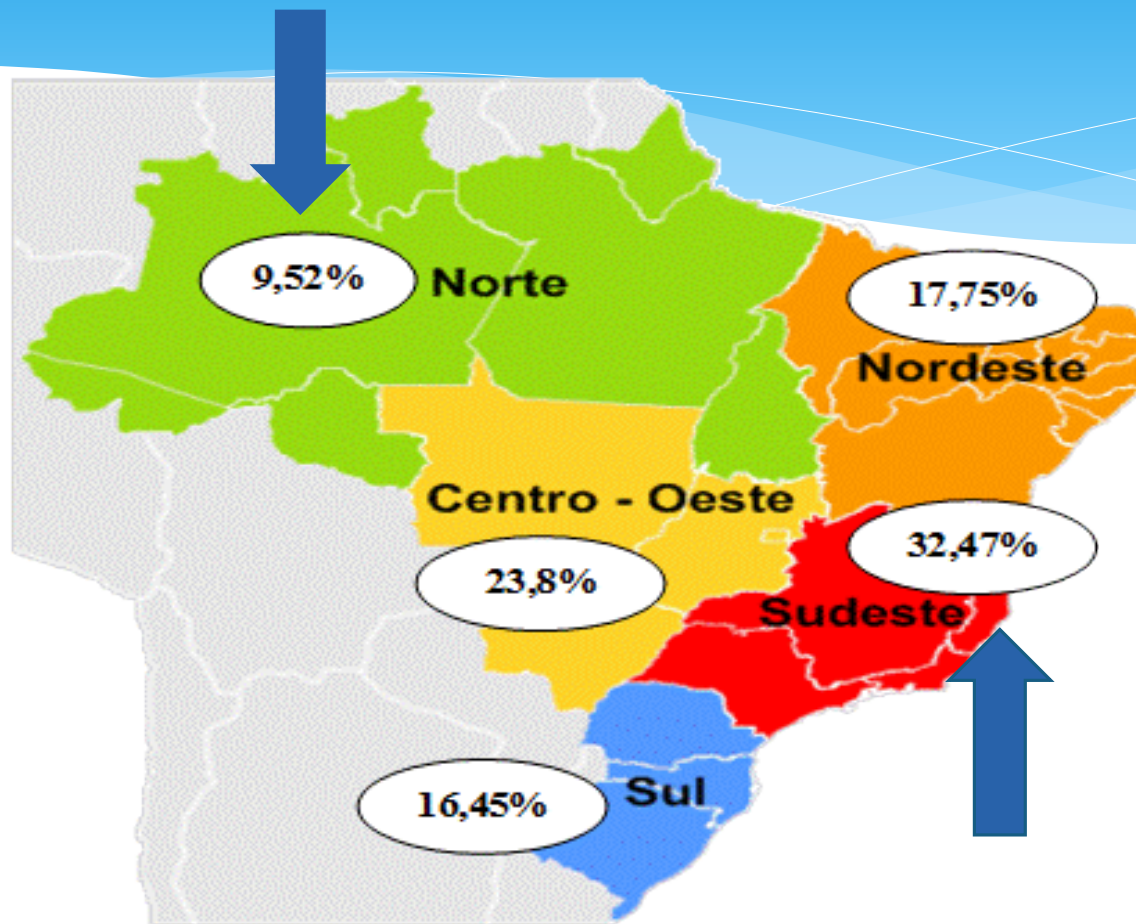 9,52%
Norte
17,75%
Nordeste
Centro - Oeste
32,47%
23,8%
Sudeste
16,45%
Sul